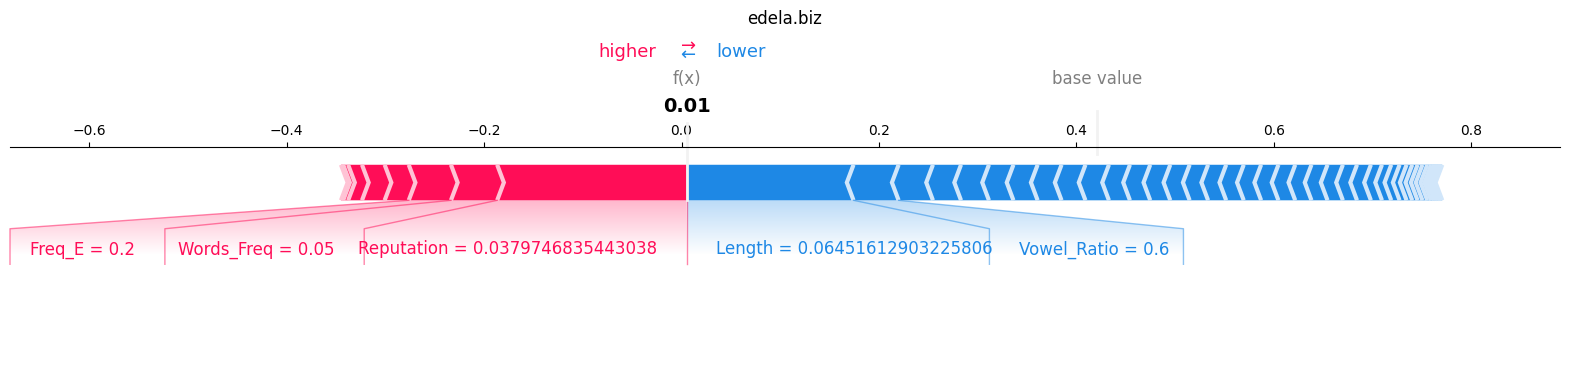 edela.biz
higher ⇄ lower
f(x) base value
0.01
−0.6 −0.4 −0.2 0.0 0.2 0.4 0.6 0.8
Freq_E = 0.2 Words_Freq = 0.05 Reputation = 0.0379746835443038 Length = 0.06451612903225806 Vowel_Ratio = 0.6